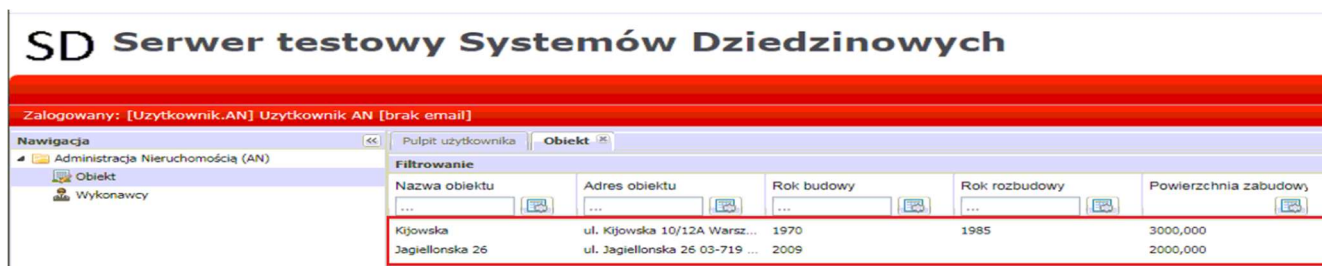 SD Serwer testowy Systemów Dziedzinowych
Zalogowany: [Uzytkownik.AN] Uzytkownik AN [brak email]
Nawigacja << Pulpit użytkownika Obiekt
Administracja Nieruchomością (AN) Filtrowanie
Obiekt Nazwa obiektu Adres obiektu Rok budowy Rok rozbudowy Powierzchnia zabudowy
Wykonawcy ... ... ... ...
Kijowska ul. Kijowska 10/12A Warsz... 1970 1985 3000,000
Jagiellonska 26 ul. Jagiellonska 26 03-719 ... 2009 2000,000